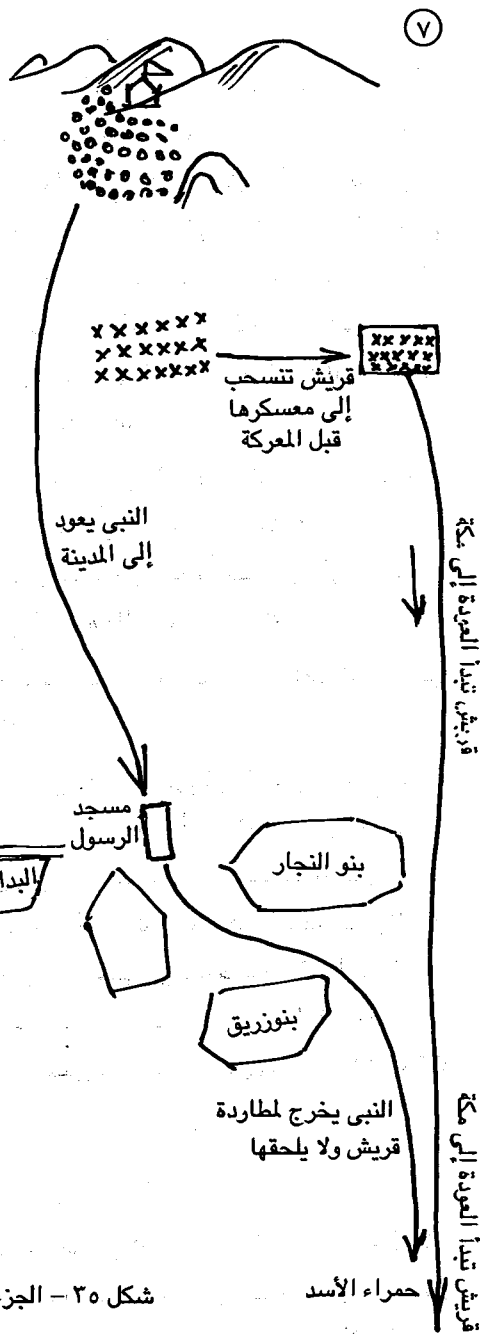 ٧
قريش تنسحب
إلى معسكرها
قبل المعركة
النبى يعود
إلى المدينة
قريش تبدأ العودة إلى مكة
مسجد
الرسول
بنو النجار
البدا
بنوزريق
النبى يخرج لمطاردة
قريش ولا يلحقها
قريش تبدأ العودة إلى مكة
حمراء الأسد
شكل ٣٥ – الجز